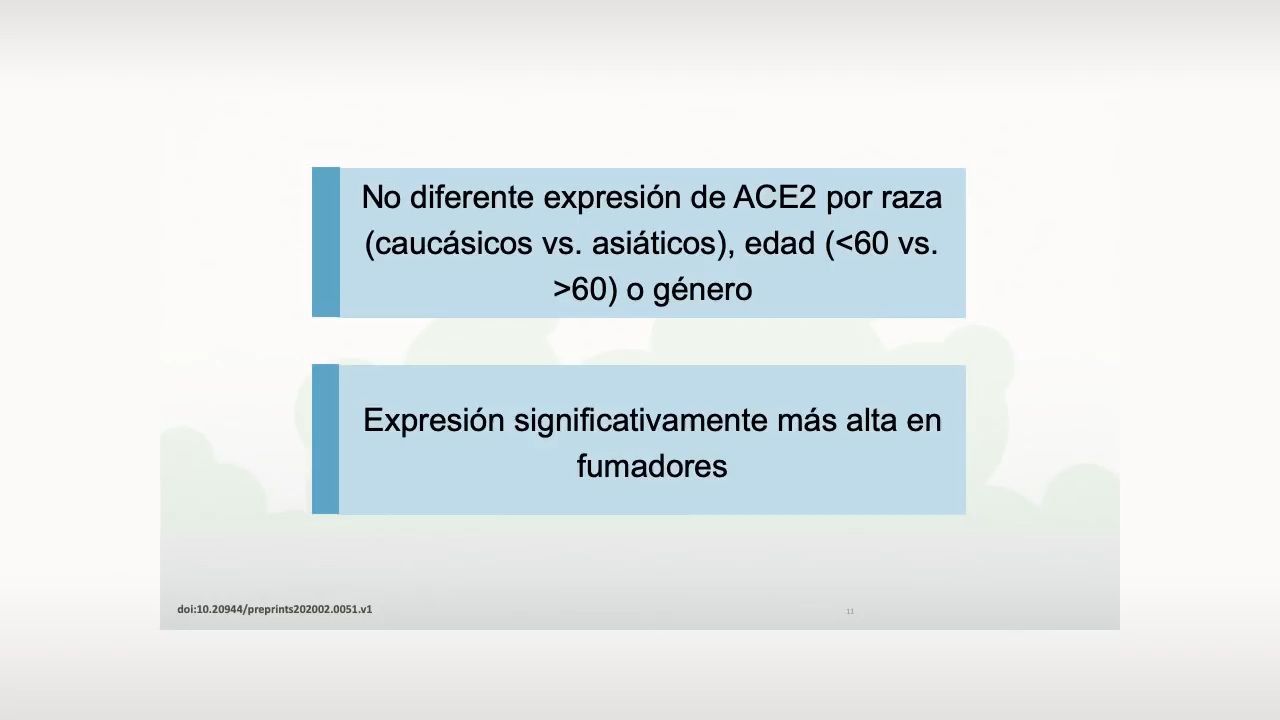 No diferente expresión de ACE2 por raza
(caucásicos vs. asiáticos), edad (<60 vs.
>60) o género
Expresión significativamente más alta en
fumadores
doi:10.20944/preprints202002.0051.v1
11